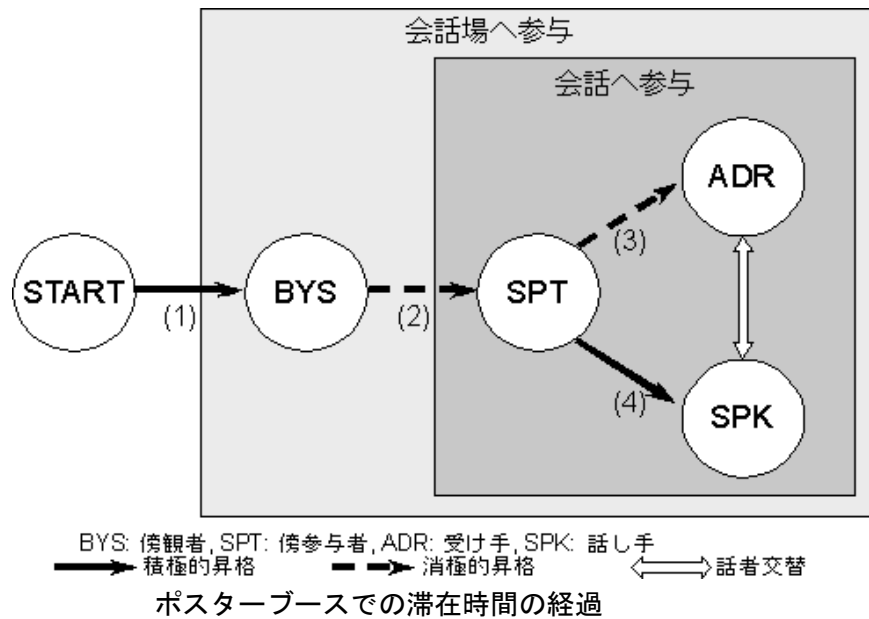 会話場へ参与
会話へ参与
ADR
(3)
START
(1)
BYS
(2)
SPT
(4)
SPK
BYS: 傍観者, SPT: 傍参与者, ADR: 受け手, SPK: 話し手
積極的昇格 消極的昇格 話者交替
ポスターブースでの滞在時間の経過